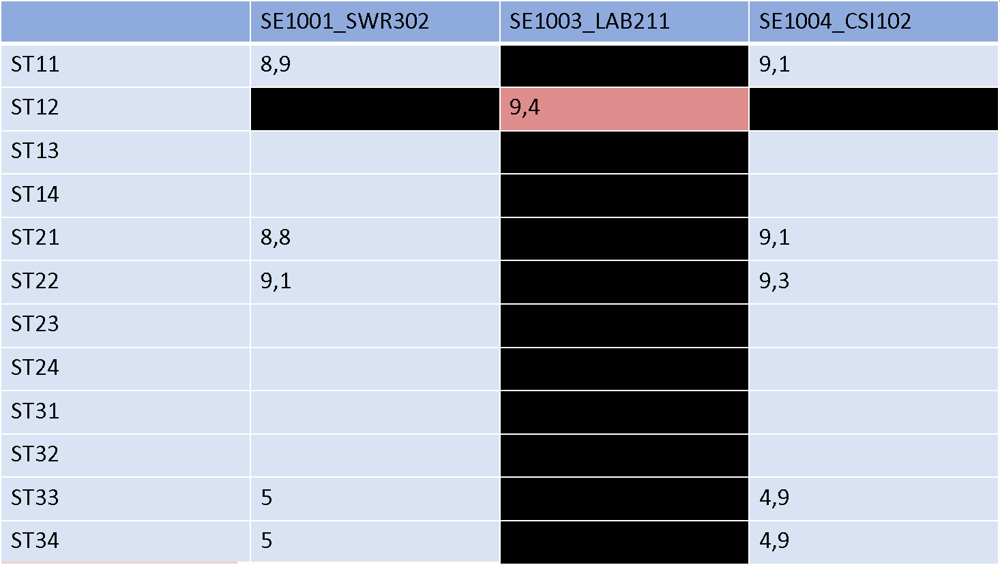 SE1001_SWR302 SE1003_LAB211 SE1004_CSI102
ST11 8,9 9,1
ST12 9,4
ST13
ST14
ST21 8,8 9,1
ST22 9,1 9,3
ST23
ST24
ST31
ST32
ST33 5 4,9
ST34 5 4,9